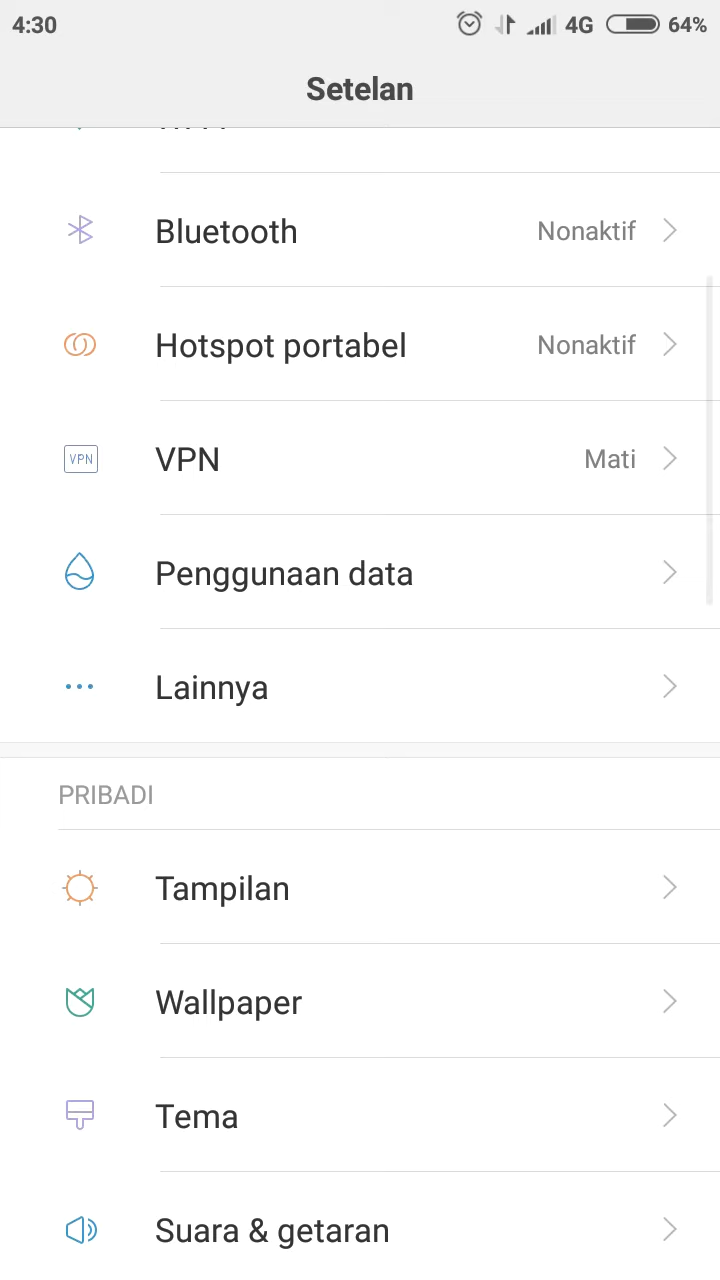 4:30 4G 64%
Setelan
Bluetooth Nonaktif
Hotspot portabel Nonaktif
VPN VPN Mati
Penggunaan data
Lainnya
PRIBADI
Tampilan
Wallpaper
Tema
Suara & getaran